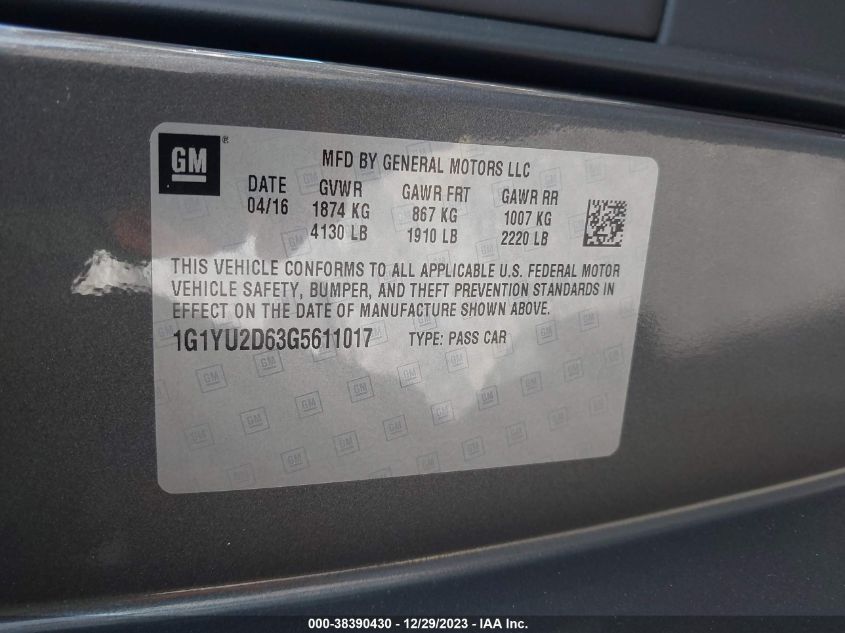 GM®
MFD BY GENERAL MOTORS LLC
DATE GVWR GAWR FRT GAWR RR
04/16 1874 KG 867 KG 1007 KG
4130 LB 1910 LB 2220 LB
THIS VEHICLE CONFORMS TO ALL APPLICABLE U.S. FEDERAL MOTOR
VEHICLE SAFETY, BUMPER, AND THEFT PREVENTION STANDARDS IN
EFFECT ON THE DATE OF MANUFACTURE SHOWN ABOVE.
1G1YU2D63G5611017 TYPE: PASS CAR
000-38390430 - 12/29/2023 - IAA Inc.